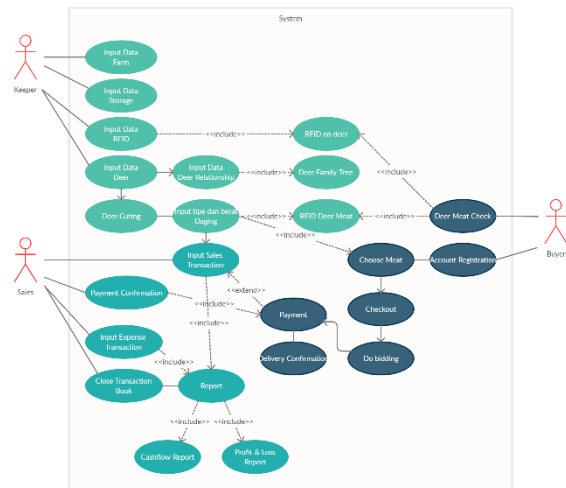 System
Input Data
Farm
Keeper
Input Data
Storage
Input Data
RFID
<<include>>
RFID on deer
Input Data
Deer
Input Data
Deer Relationship
<<include>>
Deer Family Tree
<<include>>
Deer Cuting
Input tipe dan berat
Daging
<<include>>
RFID Deer Meat
<<include>>
Deer Meat Check
Buyer
<<include>>
Input Sales
Transaction
Choose Meat
Account Registration
Sales
Payment Confirmation
<<include>>
<<extend>>
<<include>>
Payment
Checkout
Input Expense
Transaction
<<include>>
Delivery Confirmation
Do bidding
Close Transaction
Book
Report
<<include>>
<<include>>
Cashflow Report
Profit & Loss
Report